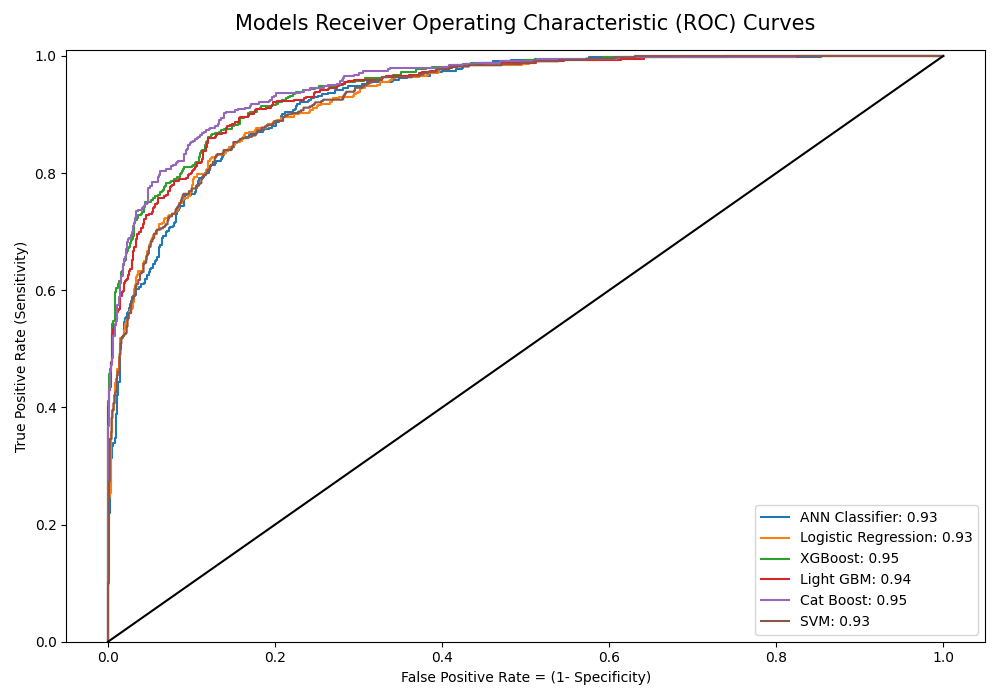 Models Receiver Operating Characteristic (ROC) Curves
1.0
0.8
0.6
0.4
0.2
0.0
True Positive Rate (Sensitivity)
ANN Classifier: 0.93
Logistic Regression: 0.93
XGBoost: 0.95
Light GBM: 0.94
Cat Boost: 0.95
SVM: 0.93
0.0 0.2 0.4 0.6 0.8 1.0
False Positive Rate = (1- Specificity)